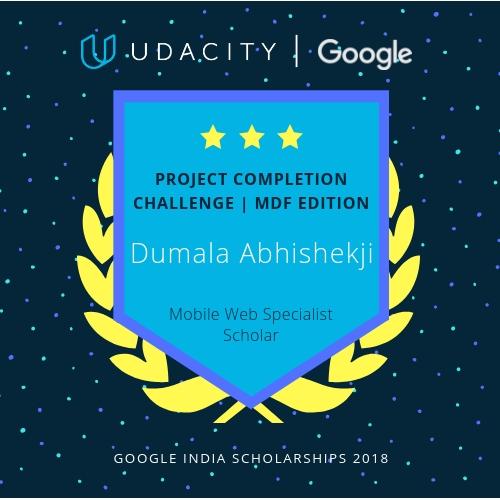 UDACITY | Google
PROJECT COMPLETION
CHALLENGE | MDF EDITION
Dumala Abhishekji
Mobile Web Specialist
Scholar
GOOGLE INDIA SCHOLARSHIPS 2018